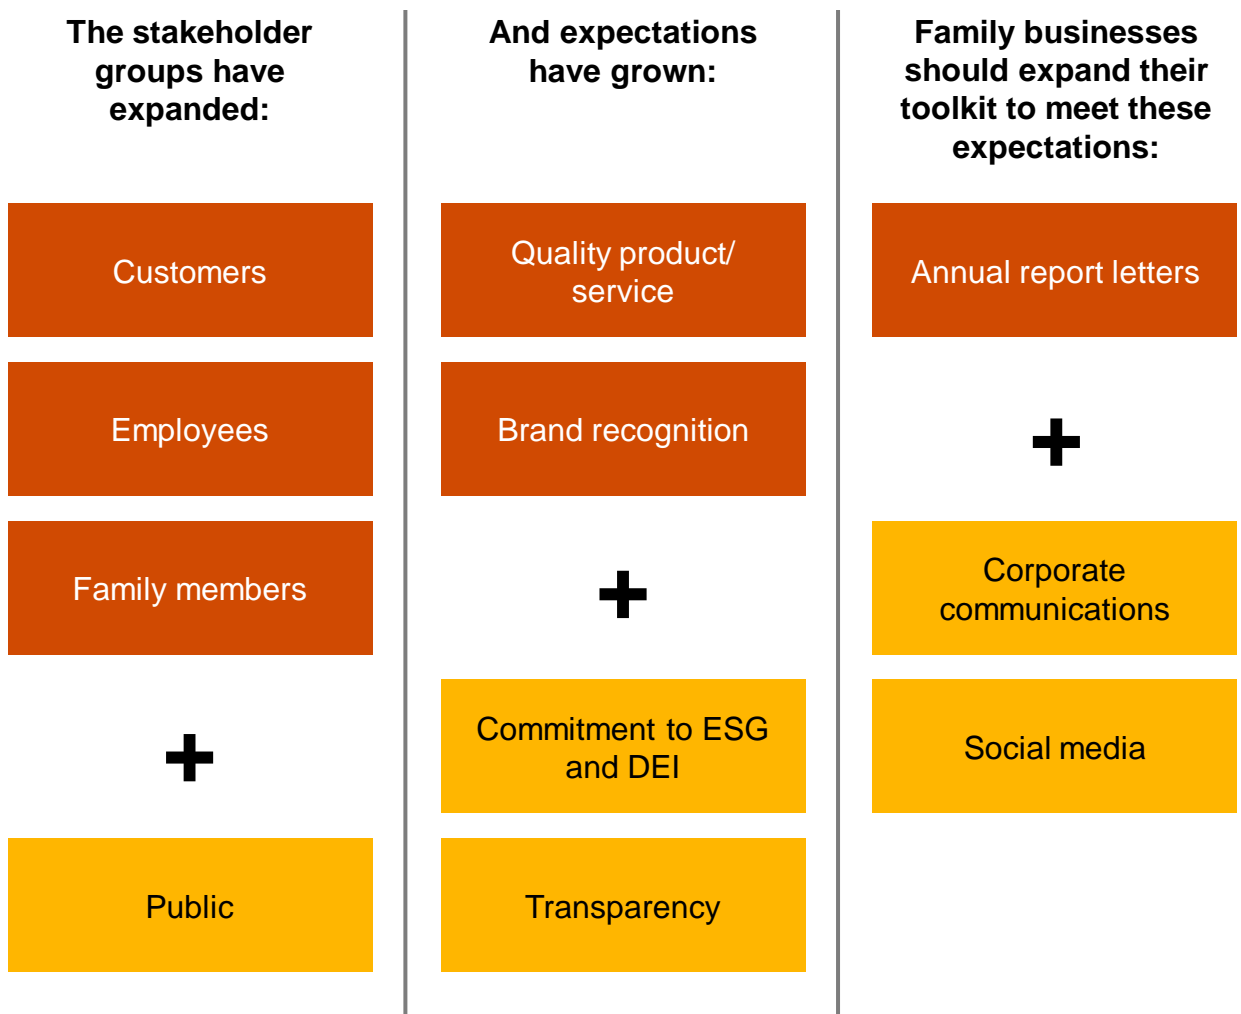 The stakeholder
groups have
expanded:
Customers
Employees
Family members
+
Public
And expectations
have grown:
Quality product/
service
Brand recognition
+
Commitment to ESG
and DEI
Transparency
Family businesses
should expand their
toolkit to meet these
expectations:
Annual report letters
+
Corporate
communications
Social media